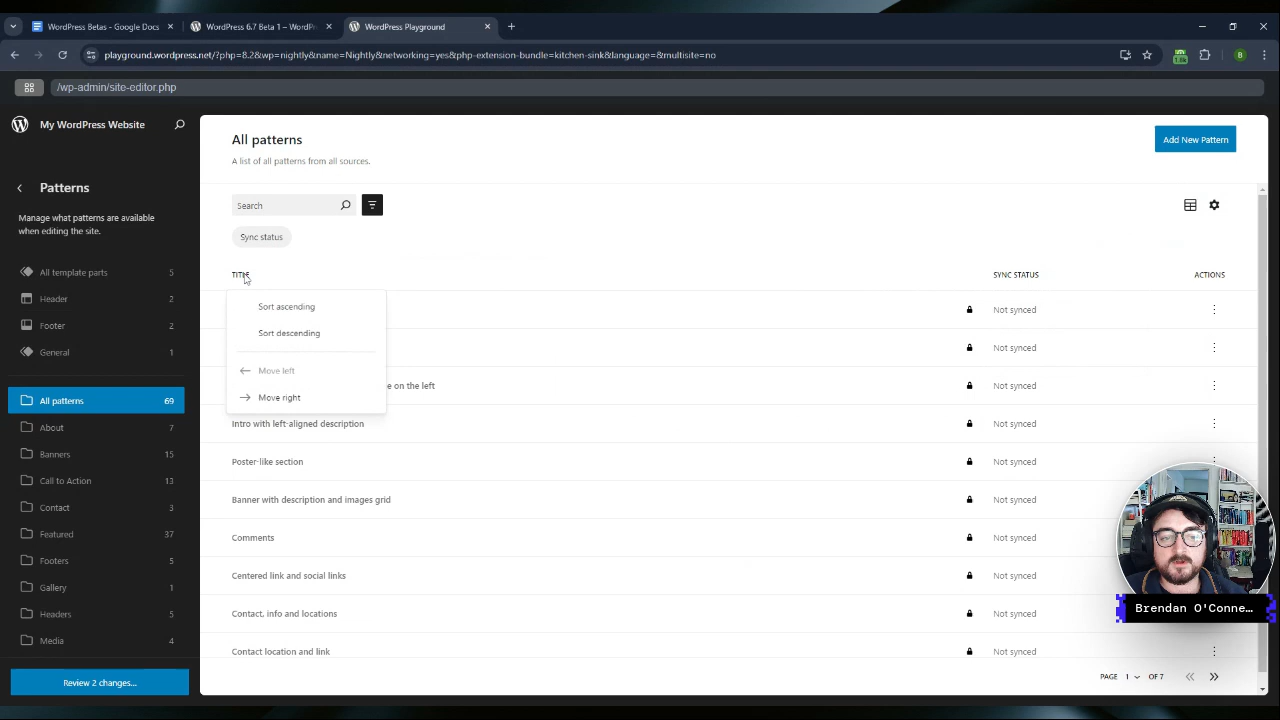 WordPress Betas - Google Docs
WordPress 6.7 Beta 1 – WordPr
WordPress Playground
playground.wordpress.net/?php=8.2&wp=nightly&name=Nightly&networking=yes&php-extension-bundle=kitchen-sink&language=&multisite=no
1.8k
B
/wp-admin/site-editor.php
My WordPress Website
Patterns
Manage what patterns are available
when editing the site.
All template parts 5
Header 2
Footer 2
General 1
All patterns 69
About 7
Banners 15
Call to Action 13
Contact 3
Featured 37
Footers 5
Gallery 1
Headers 5
Media 4
Review 2 changes…
All patterns
A list of all patterns from all sources.
Add New Pattern
Search
Sync status
TITLE SYNC STATUS ACTIONS
Sort ascending
Sort descending
Move left
Move right
Not synced
Not synced
e on the left Not synced
Intro with left-aligned description Not synced
Poster-like section Not synced
Banner with description and images grid Not synced
Comments Not synced
Centered link and social links Not synced
Contact, info and locations Not synced
Contact location and link Not synced
PAGE 1 OF 7
Brendan O'Conne…